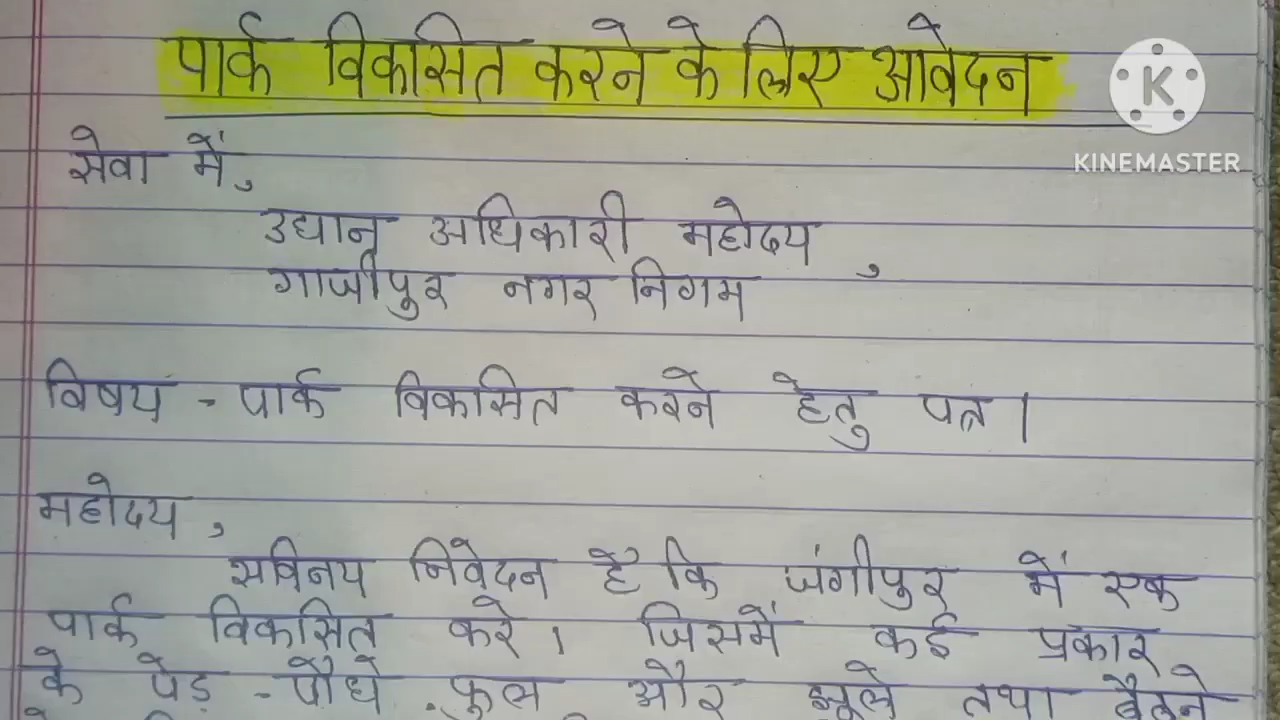 पार्क विकसित करने के लिए आवेदन
K
KINEMASTER
सेवा में,
उद्यान अधिकारी महोदय,
गाजीपुर नगर निगम
विषय - पार्क विकसित करने हेतु पत्र।
महोदय,
सविनय निवेदन है कि जंगीपुर में एक
पार्क विकसित करे। जिसमें कई प्रकार
के पेड़ - पौधे, फुल और झूले तथा बैठने